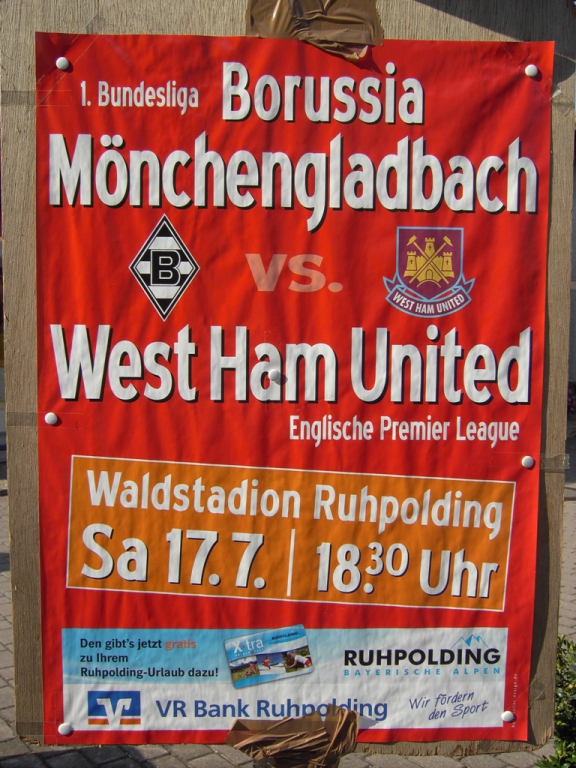 1. Bundesliga Borussia
Mönchengladbach
B
vs.
WEST HAM UNITED
West Ham United
Englische Premier League
Waldstadion Ruhpolding
Sa 17.7. | 18.30 Uhr
Den gibt's jetzt gratis
zu Ihrem
Ruhpolding-Urlaub dazu!
RUHPOLDING
BAYERISCHE ALPEN
VR Bank Ruhpolding
Wir fördern
den Sport